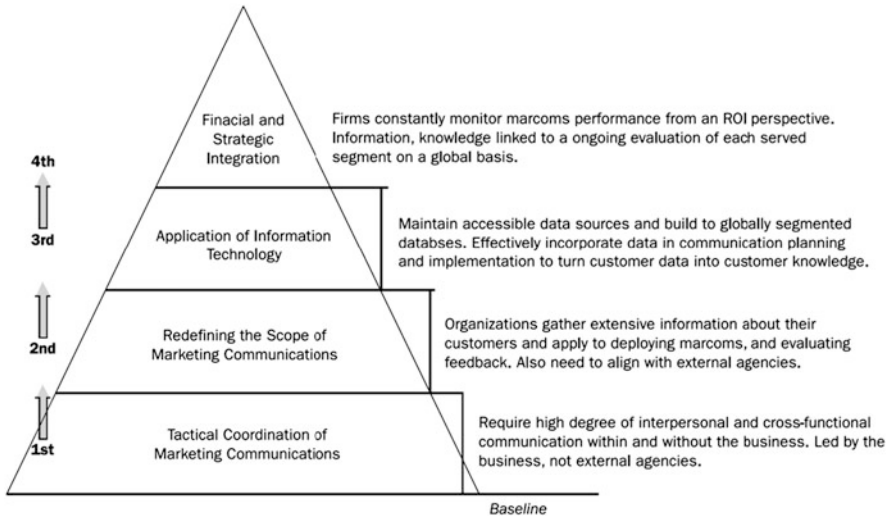 Finacial and
Strategic
Integration
Firms constantly monitor marcoms performance from an ROI perspective.
Information, knowledge linked to a ongoing evaluation of each served
segment on a global basis.
4th
3rd
Application of Information
Technology
Maintain accessible data sources and build to globally segmented
databses. Effectively incorporate data in communication planning
and implementation to turn customer data into customer knowledge.
2nd
Redefining the Scope of
Marketing Communications
Organizations gather extensive information about their
customers and apply to deploying marcoms, and evaluating
feedback. Also need to align with external agencies.
1st
Tactical Coordination of
Marketing Communications
Require high degree of interpersonal and cross-functional
communication within and without the business. Led by the
business, not external agencies.
Baseline